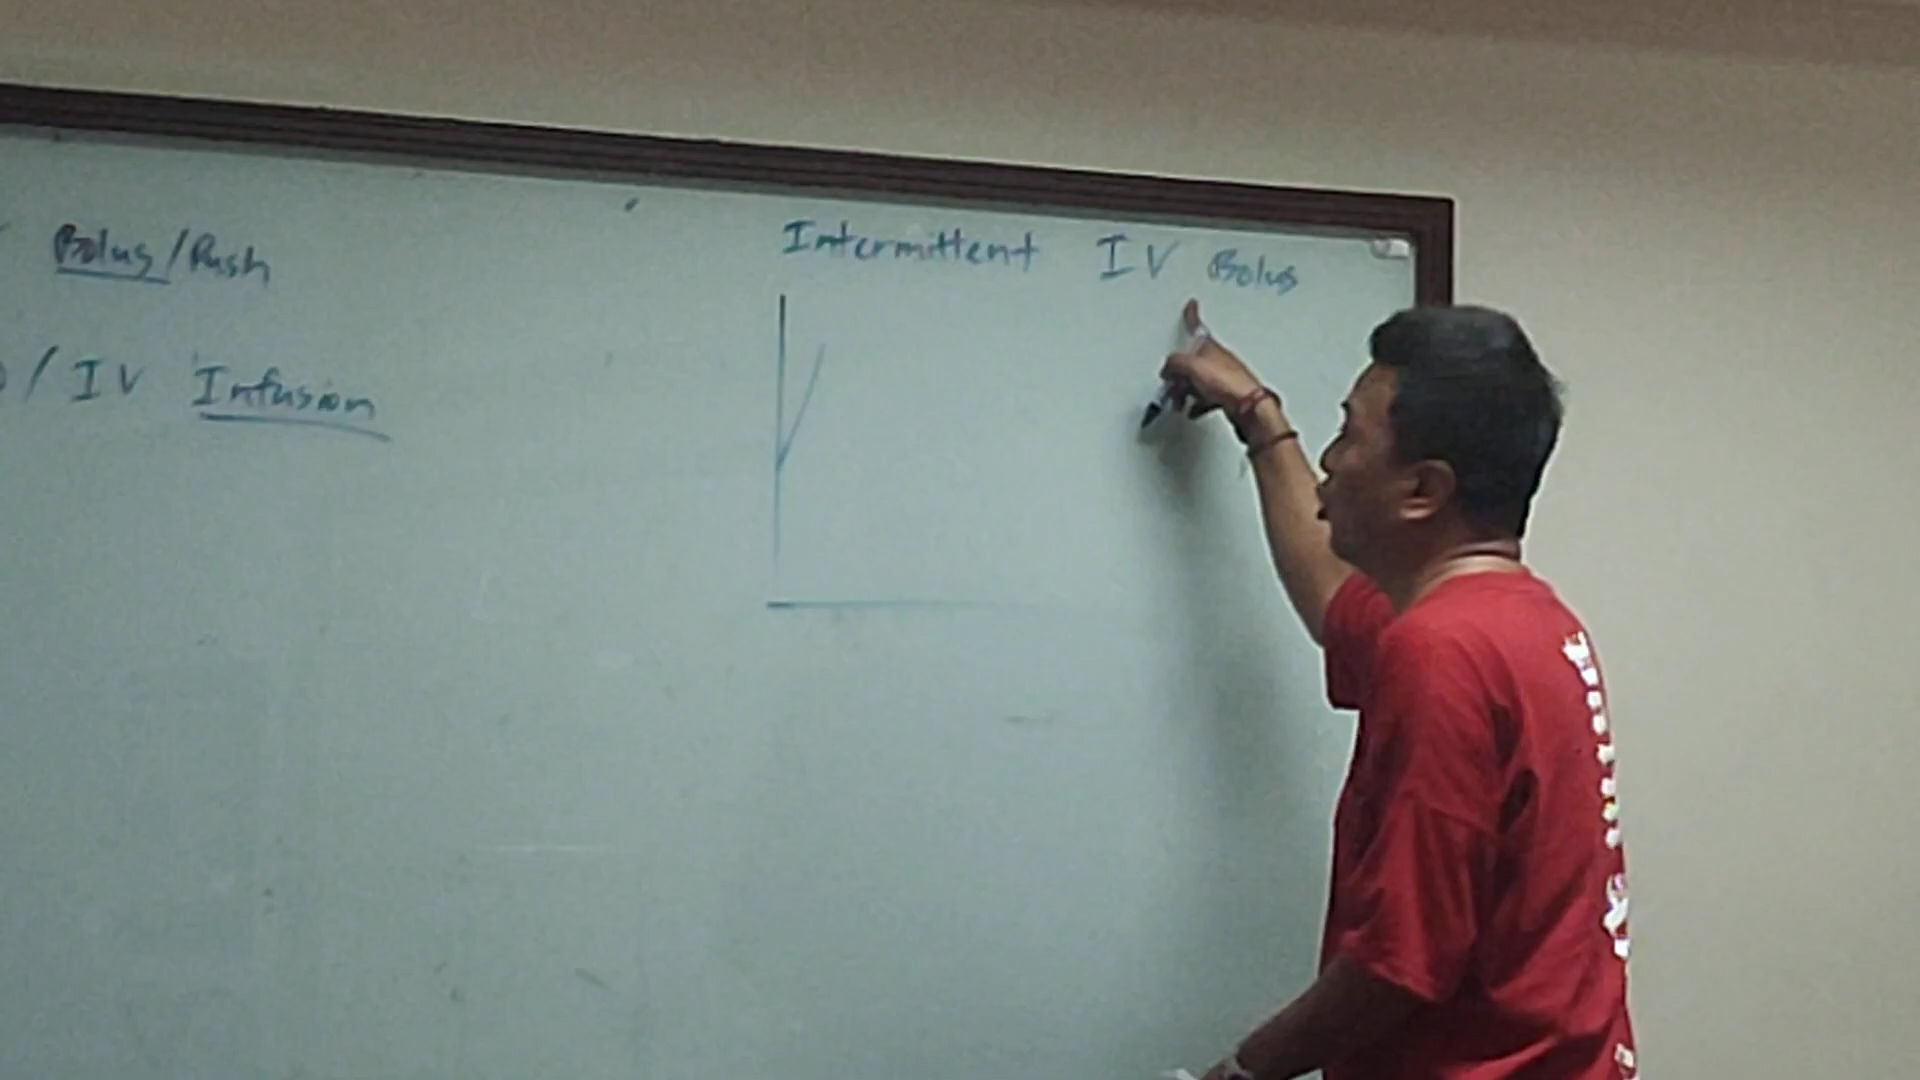 Bolus/Push
/ IV Infusion
Intermittent IV Bolus